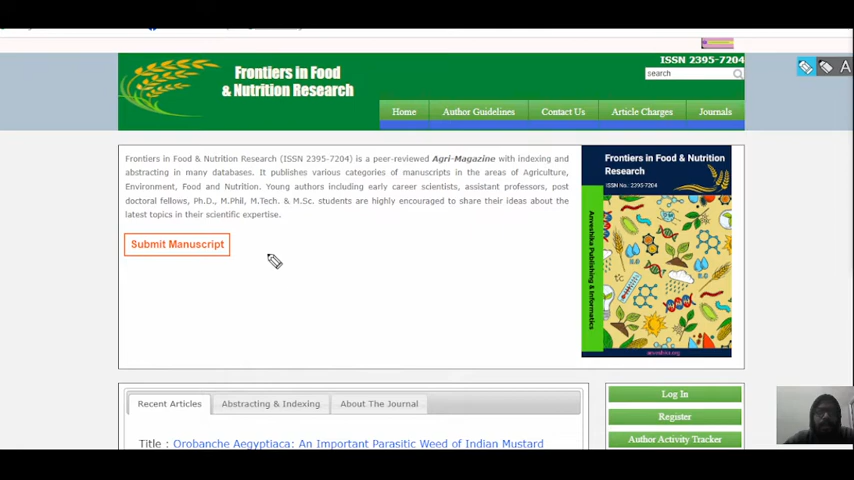 ISSN 2395-7204
Frontiers in Food
& Nutrition Research
search
Home Author Guidelines Contact Us Article Charges Journals
Frontiers in Food & Nutrition Research (ISSN 2395-7204) is a peer-reviewed Agri-Magazine with indexing and
abstracting in many databases. It publishes various categories of manuscripts in the areas of Agriculture,
Environment, Food and Nutrition. Young authors including early career scientists, assistant professors, post
doctoral fellows, Ph.D., M.Phil, M.Tech. & M.Sc. students are highly encouraged to share their ideas about the
latest topics in their scientific expertise.
Submit Manuscript
Frontiers in Food & Nutrition
Research
ISSN No. 2395-7204
Anveshika Publishing & Informatics
Recent Articles Abstracting & Indexing About The Journal
Title : Orobanche Aegyptiaca: An Important Parasitic Weed of Indian Mustard
Log In
Register
Author Activity Tracker
A